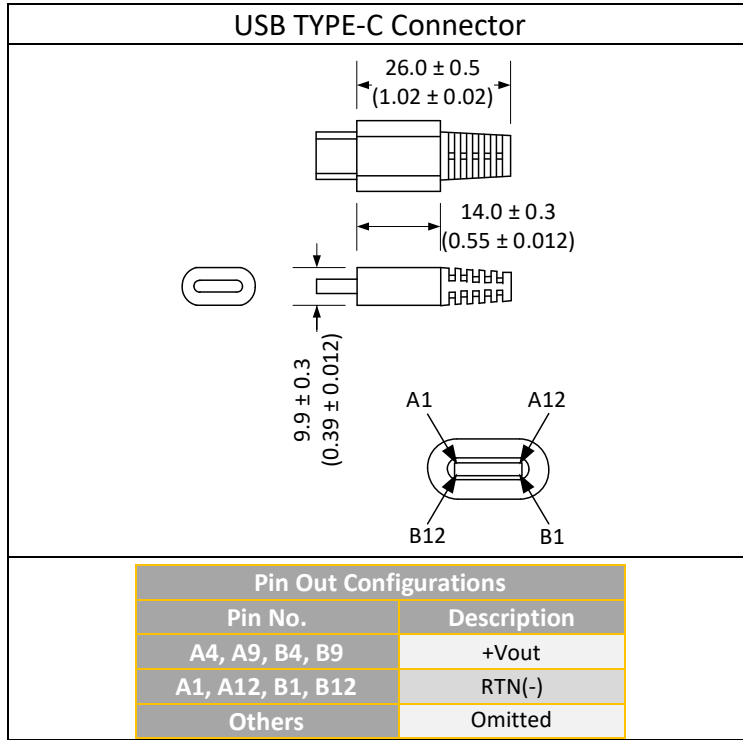 USB TYPE-C Connector
26.0 ± 0.5
(1.02 ± 0.02)
14.0 ± 0.3
(0.55 ± 0.012)
9.9 ± 0.3
(0.39 ± 0.012)
A1 A12
B12 B1
Pin Out Configurations
Pin No. Description
A4, A9, B4, B9 +Vout
A1, A12, B1, B12 RTN(-)
Others Omitted